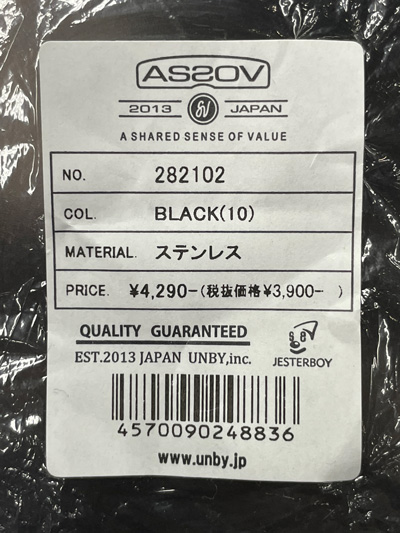 ASSOV
2013 JAPAN
A SHARED SENSE OF VALUE
NO. 282102
COL. BLACK(10)
MATERIAL. ステンレス
PRICE. ¥4,290-(税抜価格¥3,900- )
QUALITY GUARANTEED
EST.2013 JAPAN UNBY,inc.
JESTERBOY
4570090248836
www.unby.jp